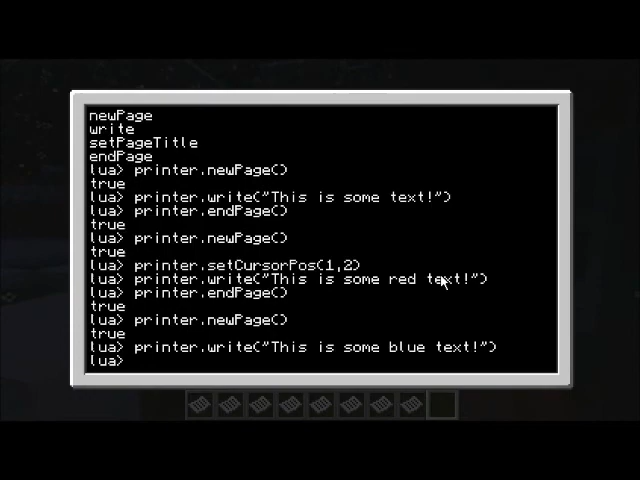 newPage
write
setPageTitle
endPage
lua> printer.newPage()
true
lua> printer.write("This is some text!")
lua> printer.endPage()
true
lua> printer.newPage()
true
lua> printer.setCursorPos(1,2)
lua> printer.write("This is some red text!")
lua> printer.endPage()
true
lua> printer.newPage()
true
lua> printer.write("This is some blue text!")
lua>